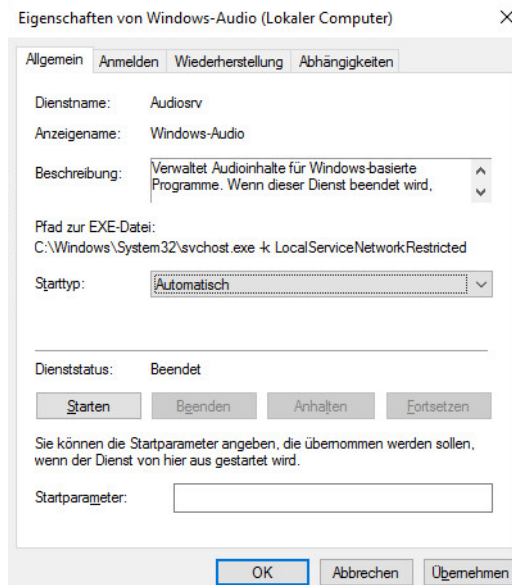 Eigenschaften von Windows-Audio (Lokaler Computer)
Allgemein Anmelden Wiederherstellung Abhängigkeiten
Dienstname: Audiosrv
Anzeigename: Windows-Audio
Beschreibung: Verwaltet Audioinhalte für Windows-basierte
Programme. Wenn dieser Dienst beendet wird,
Pfad zur EXE-Datei:
C:\Windows\System32\svchost.exe -k LocalServiceNetworkRestricted
Starttyp: Automatisch
Dienststatus: Beendet
Starten Beenden Anhalten Fortsetzen
Sie können die Startparameter angeben, die übernommen werden sollen,
wenn der Dienst von hier aus gestartet wird.
Startparameter:
OK Abbrechen Übernehmen